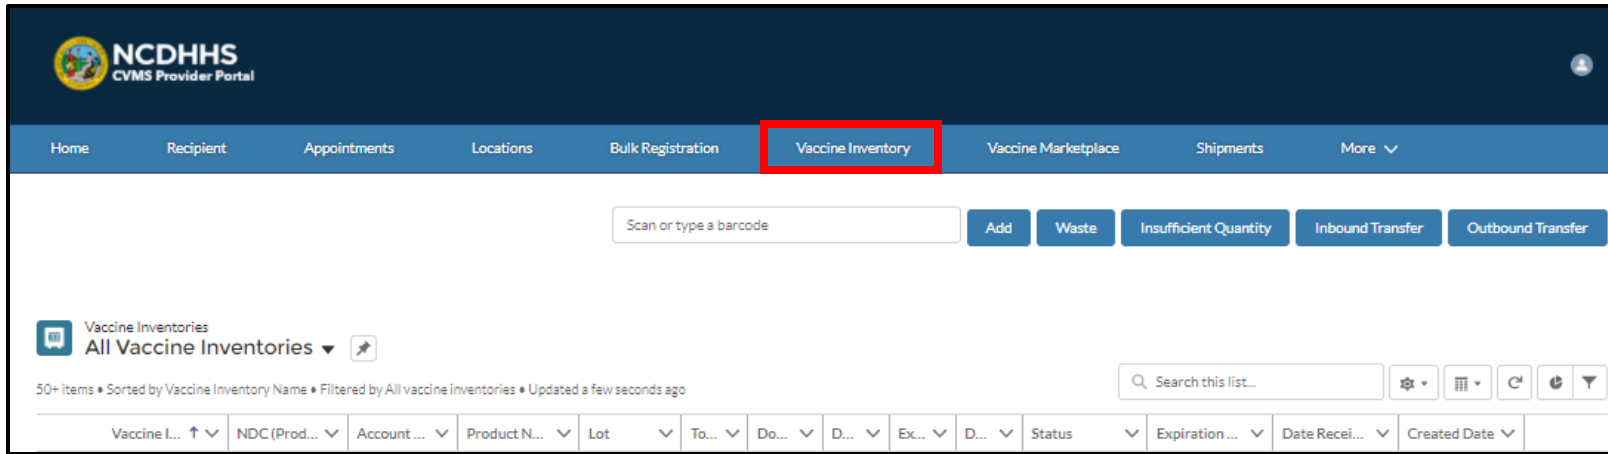 NCDHHS
CVMS Provider Portal
Home Recipient Appointments Locations Bulk Registration Vaccine Inventory Vaccine Marketplace Shipments More
Scan or type a barcode Add Waste Insufficient Quantity Inbound Transfer Outbound Transfer
Vaccine Inventories
All Vaccine Inventories
Search this list...
50+ items • Sorted by Vaccine Inventory Name • Filtered by All vaccine inventories • Updated a few seconds ago
Vaccine I... ↑ NDC (Prod... Account ... Product N... Lot To... Do... D... Ex... D... Status Expiration ... Date Recei... Created Date